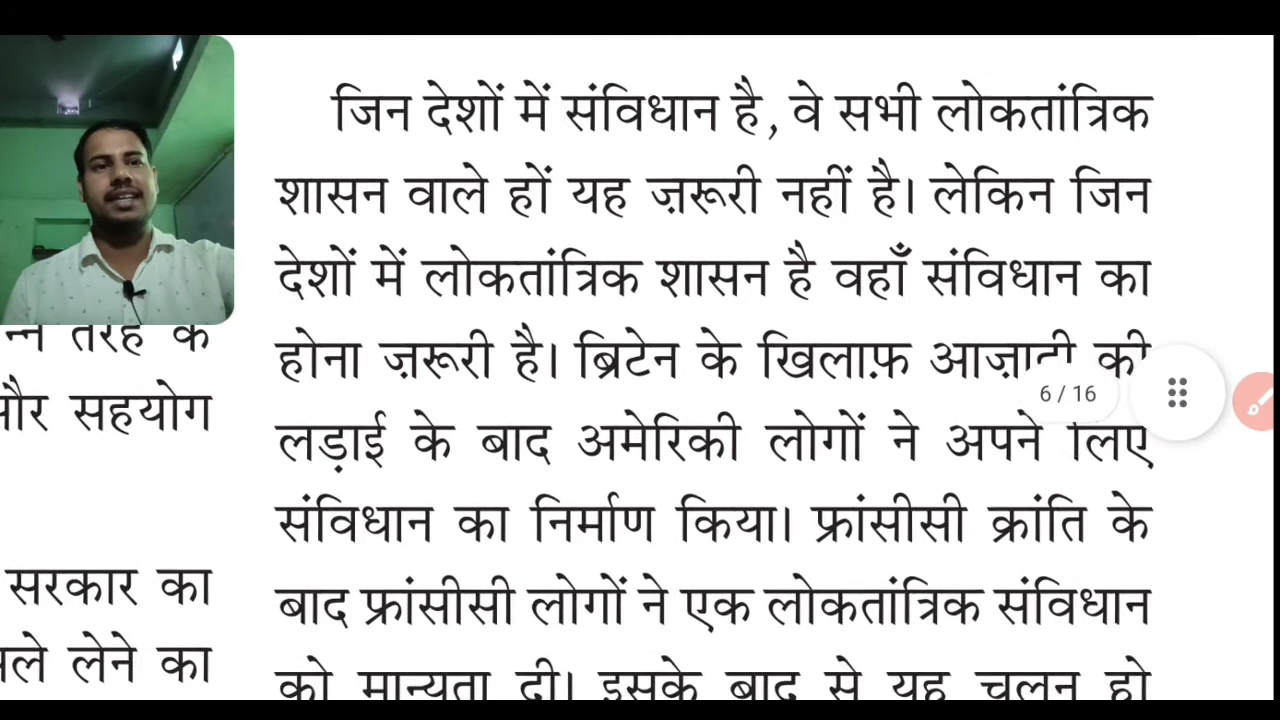 जिन देशों में संविधान है, वे सभी लोकतांत्रिक
शासन वाले हों यह ज़रूरी नहीं है। लेकिन जिन
देशों में लोकतांत्रिक शासन है वहाँ संविधान का
होना ज़रूरी है। ब्रिटेन के खिलाफ़ आज़ादी की
लड़ाई के बाद अमेरिकी लोगों ने अपने लिए
संविधान का निर्माण किया। फ्रांसीसी क्रांति के
बाद फ्रांसीसी लोगों ने एक लोकतांत्रिक संविधान
को मान्यता दी। इसके बाद से यह चलन हो
तरह के
और सहयोग
सरकार का
लेने का
6 / 16